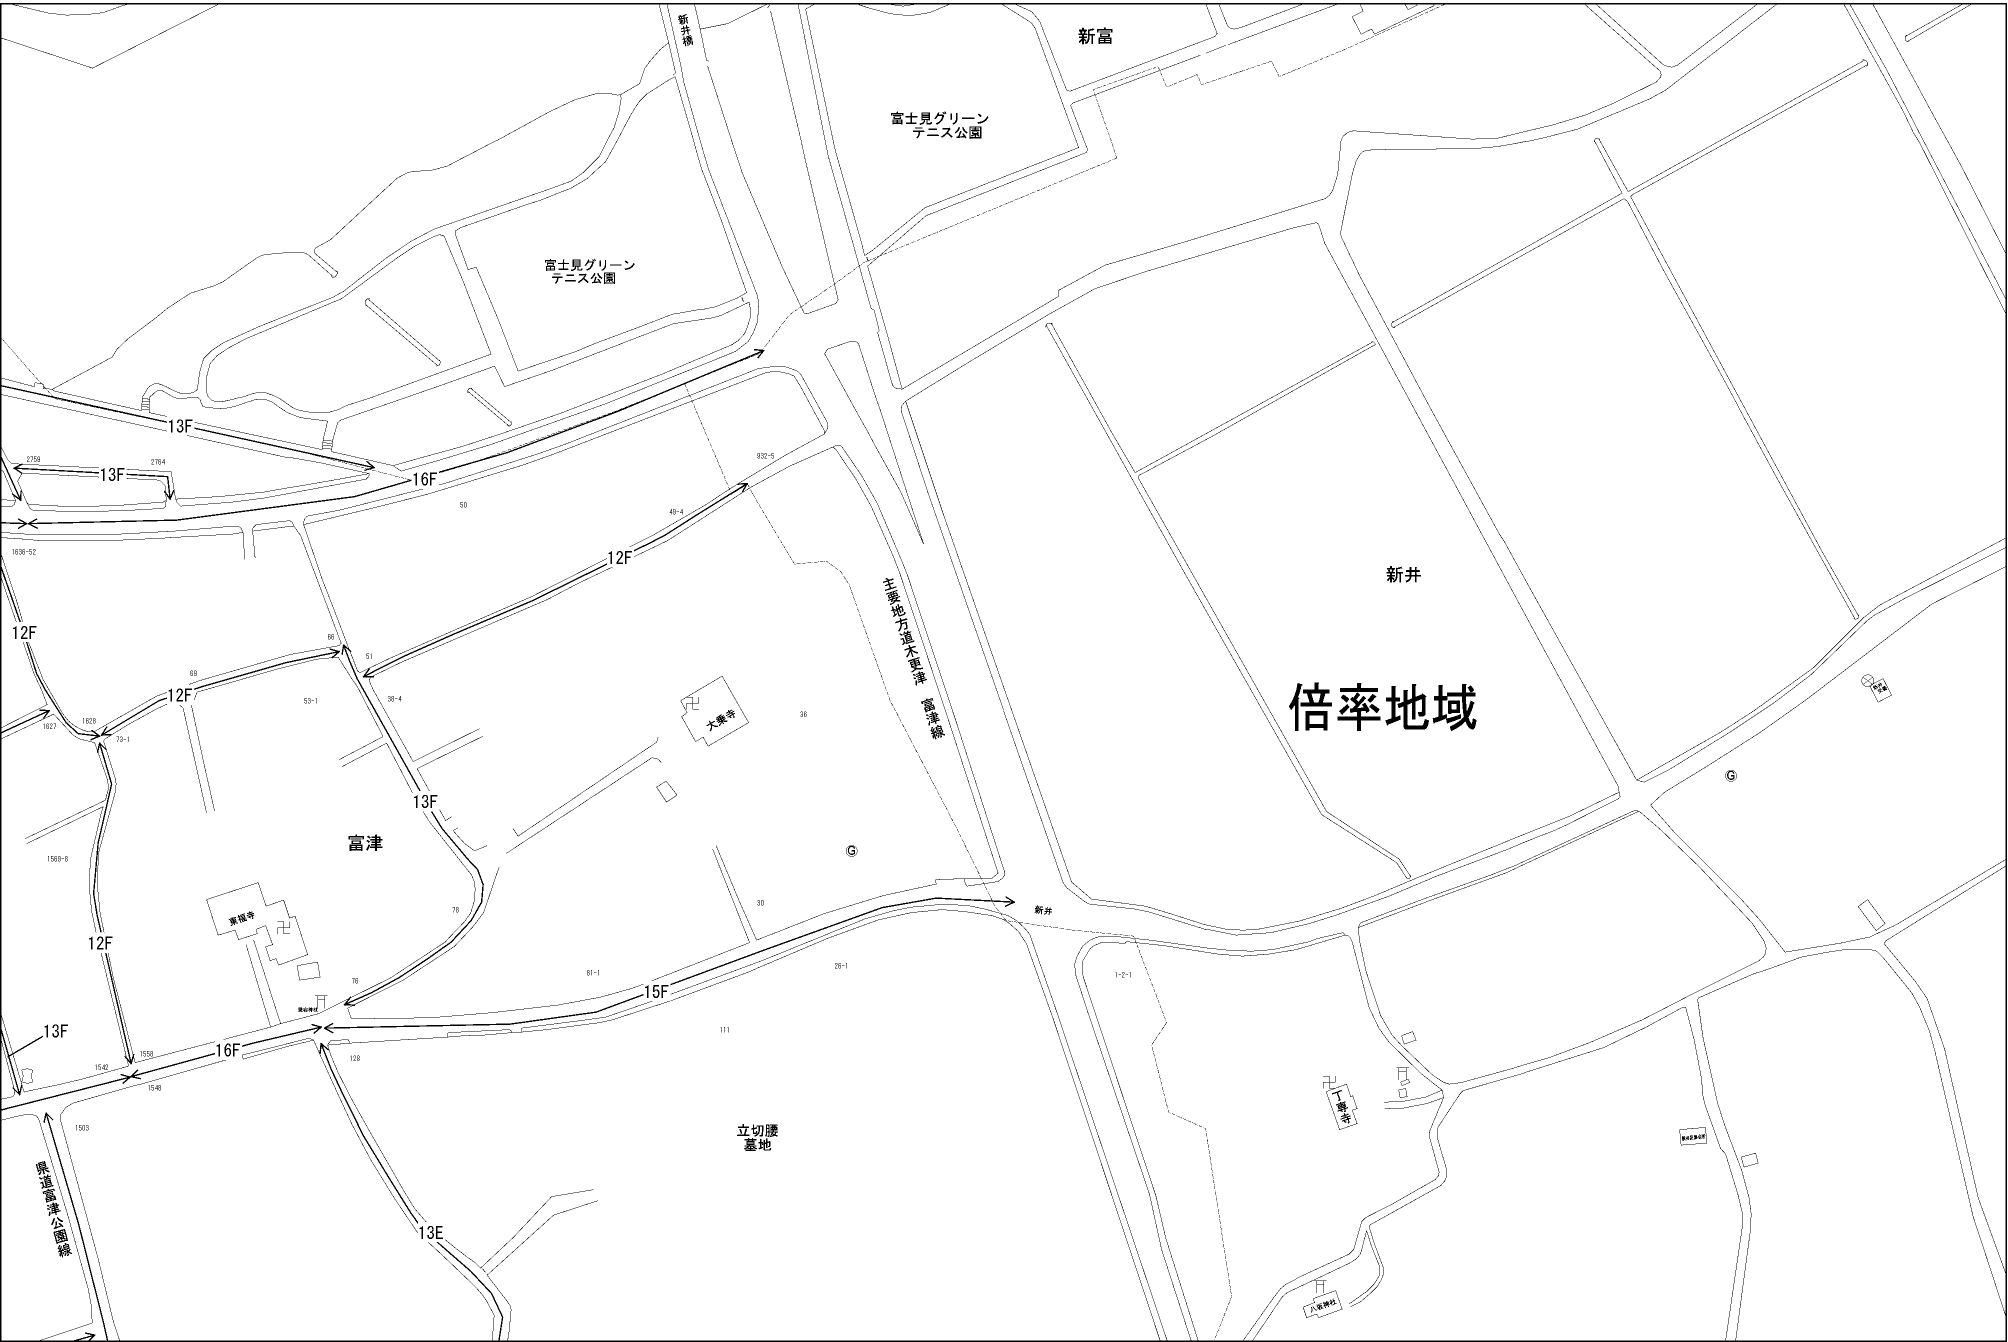 新井橋
新富
富士見グリーン
テニス公園
富士見グリーン
テニス公園
13F
2759
13F
2764
16F
932-5
50
49-4
1636-52
12F
主要地方道木更津 富津線
新井
12F
66
51
69
12F
53-1
38-4
倍率地域
1627
1628
73-1
大乗寺
36
G
13F
富津
G
1569-8
東福寺
78
30
新井
12F
76
81-1
26-1
1-2-1
15F
13F
16F
111
1542
1558
128
1548
1503
丁専寺
立切腰
墓地
県道富津公園線
13E
八坂神社